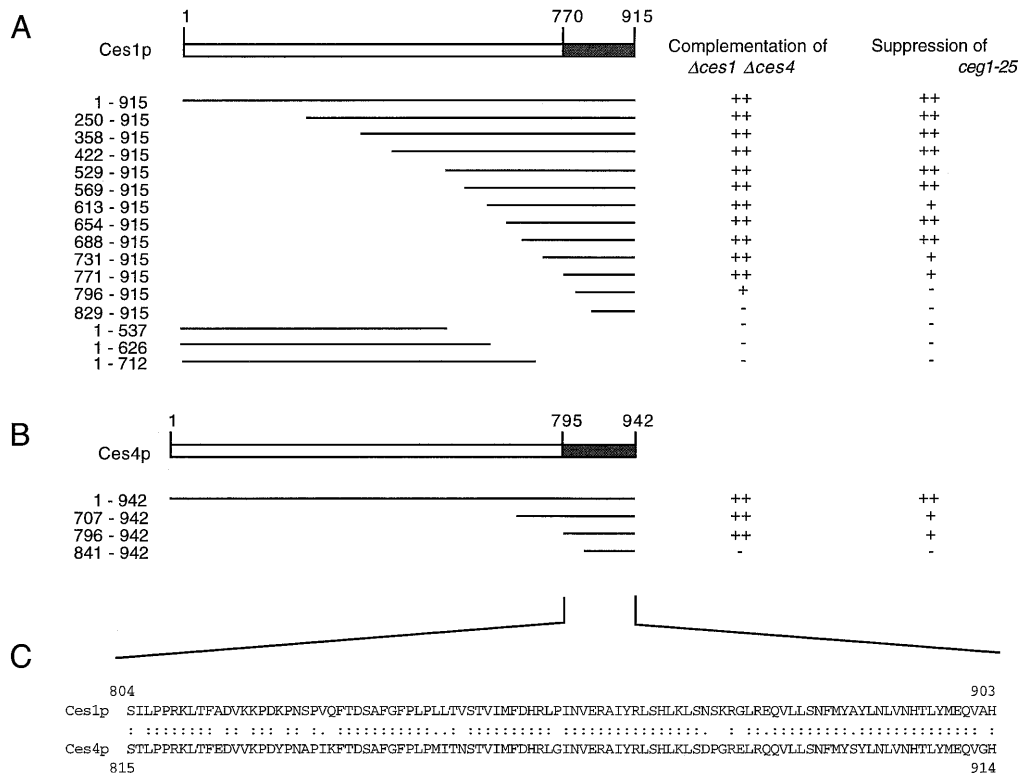 A
1 770 915
Ces1p
Complementation of Δces1 Δces4
Suppression of ceg1-25
1 - 915 ++ ++
250 - 915 ++ ++
358 - 915 ++ ++
422 - 915 ++ ++
529 - 915 ++ ++
569 - 915 ++ ++
613 - 915 ++ +
654 - 915 ++ ++
688 - 915 ++ ++
731 - 915 ++ +
771 - 915 ++ +
796 - 915 + -
829 - 915 - -
1 - 537 - -
1 - 626 - -
1 - 712 - -
B
1 795 942
Ces4p
1 - 942 ++ ++
707 - 942 ++ +
796 - 942 ++ +
841 - 942 - -
C
804 903
Ces1p SILPPRKLTFADVKKPDKPNSPVQFTDSAFGFPLPLLTVSTVIMFDHRLPINVERAIYRLSHLKLSNSKRGLREQVLLSNFMYAYLNLVNHTLYMEQVAH
Ces4p STLPPRKLTFEDVVKPDYPNAPIKFTDSAFGFPLPMITNSTVIMFDHRLGINVERAIYRLSHLKLSDPGRELRQQVLLSNFMYSYLNLVNHTLYMEQVGH
815 914